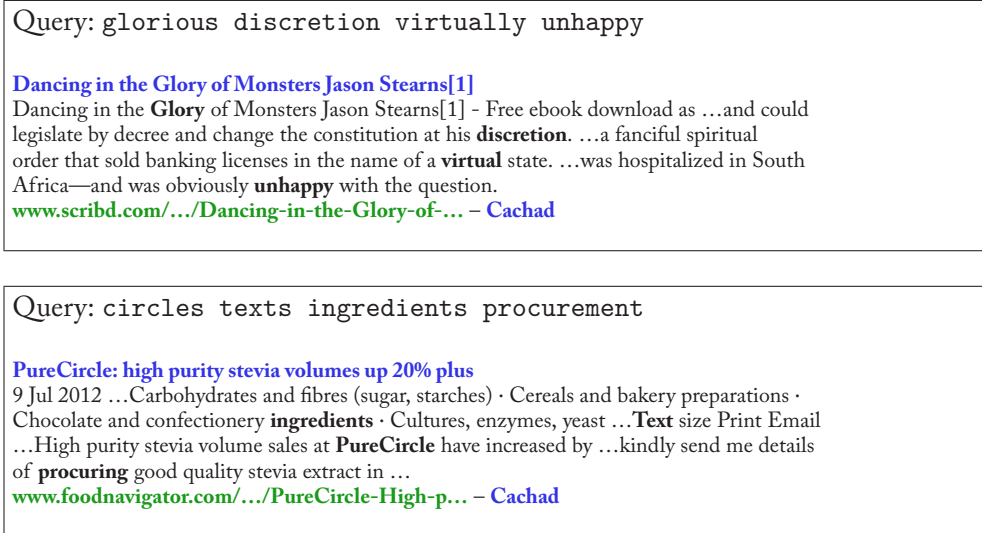 Query: glorious discretion virtually unhappy
Dancing in the Glory of Monsters Jason Stearns[1]
Dancing in the Glory of Monsters Jason Stearns[1] - Free ebook download as …and could
legislate by decree and change the constitution at his discretion. …a fanciful spiritual
order that sold banking licenses in the name of a virtual state. …was hospitalized in South
Africa—and was obviously unhappy with the question.
www.scribd.com/…/Dancing-in-the-Glory-of-… – Cachad
Query: circles texts ingredients procurement
PureCircle: high purity stevia volumes up 20% plus
9 Jul 2012 …Carbohydrates and fibres (sugar, starches) · Cereals and bakery preparations ·
Chocolate and confectionery ingredients · Cultures, enzymes, yeast …Text size Print Email
…High purity stevia volume sales at PureCircle have increased by …kindly send me details
of procuring good quality stevia extract in …
www.foodnavigator.com/…/PureCircle-High-p… – Cachad